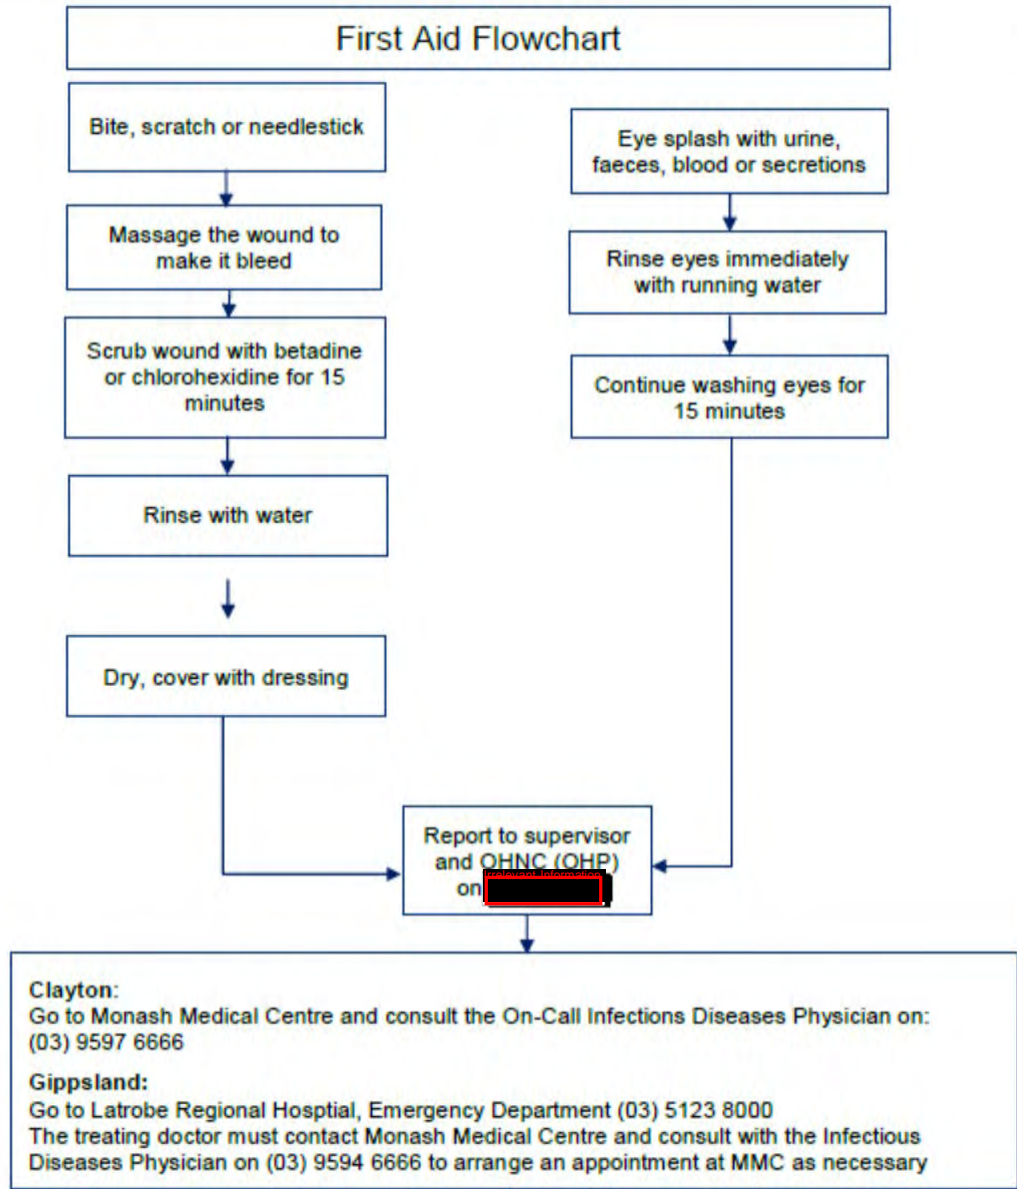 First Aid Flowchart
Bite, scratch or needlestick
Massage the wound to
make it bleed
Scrub wound with betadine
or chlorohexidine for 15
minutes
Rinse with water
Dry, cover with dressing
Eye splash with urine,
faeces, blood or secretions
Rinse eyes immediately
with running water
Continue washing eyes for
15 minutes
Report to supervisor
and OHNC (OHP)
Irrelevant Information
on
Clayton:
Go to Monash Medical Centre and consult the On-Call Infections Diseases Physician on:
(03) 9597 6666
Gippsland:
Go to Latrobe Regional Hosptial, Emergency Department (03) 5123 8000
The treating doctor must contact Monash Medical Centre and consult with the Infectious
Diseases Physician on (03) 9594 6666 to arrange an appointment at MMC as necessary